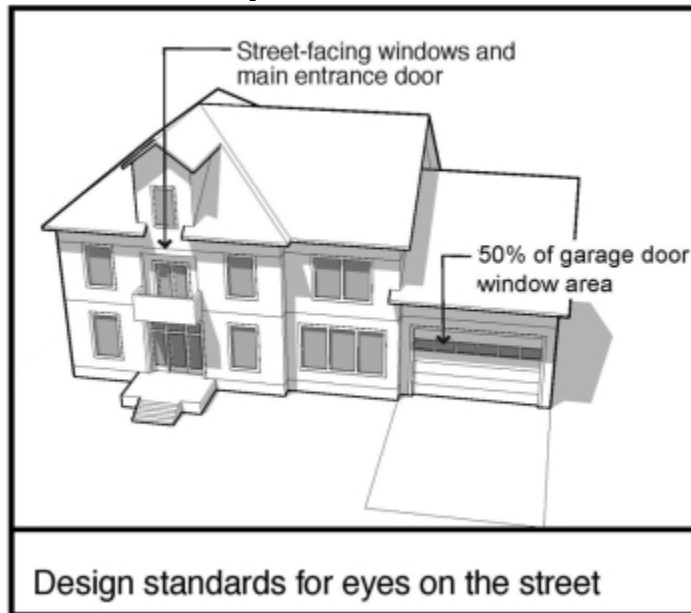 Street-facing windows and
main entrance door
50% of garage door
window area
Design standards for eyes on the street